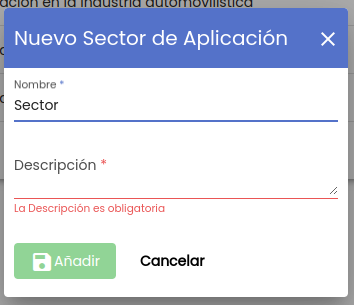 ación en la industria automovilística
Nuevo Sector de Aplicación
Nombre *
Sector
Descripción *
La Descripción es obligatoria
Añadir
Cancelar